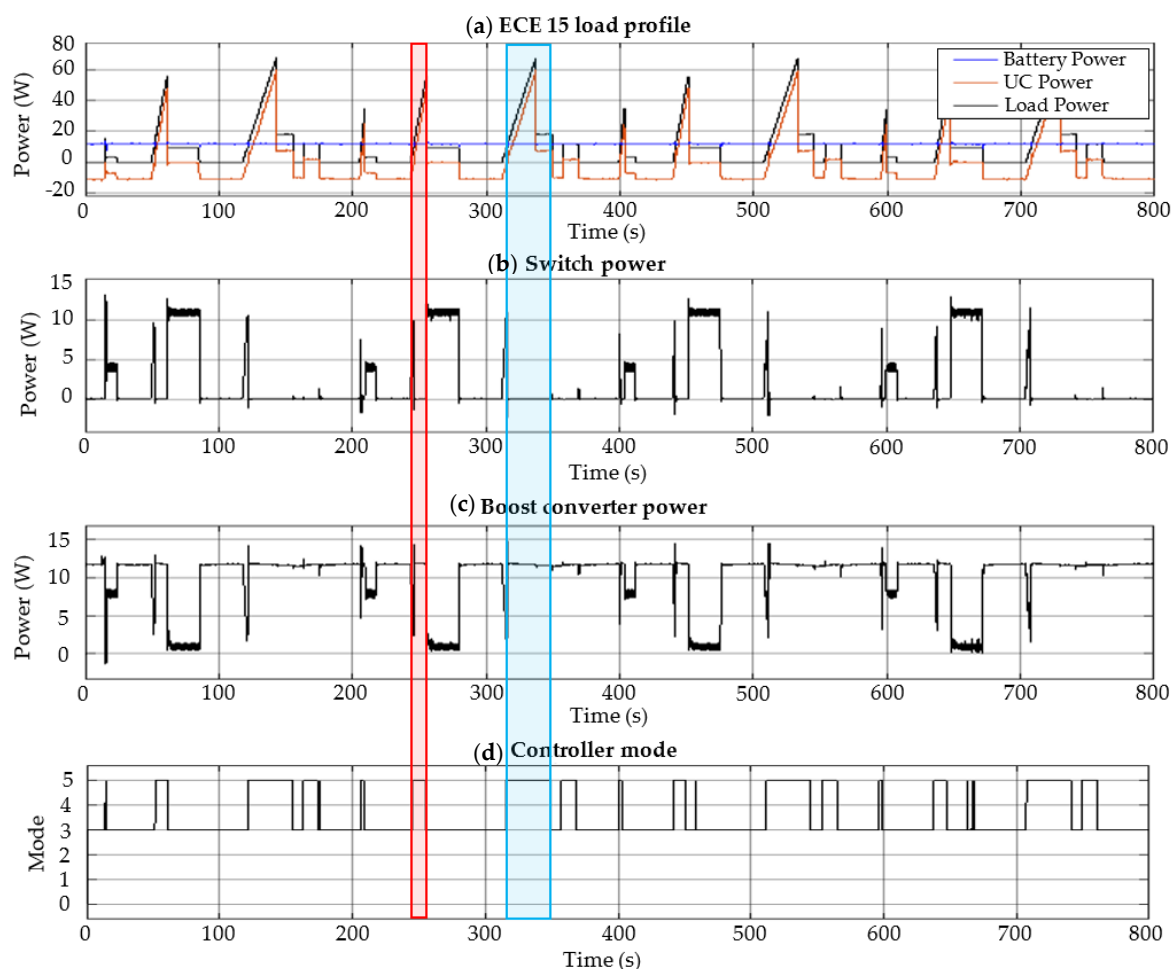 (a) ECE 15 load profile
80
60
40
20
0
-20
Power (W)
Battery Power
UC Power
Load Power
0 100 200 300 400 500 600 700 800
Time (s)
(b) Switch power
15
10
5
0
Power (W)
0 100 200 300 400 500 600 700 800
Time (s)
(c) Boost converter power
15
10
5
0
Power (W)
0 100 200 300 400 500 600 700 800
Time (s)
(d) Controller mode
5
4
3
2
1
0
Mode
0 100 200 300 400 500 600 700 800
Time (s)